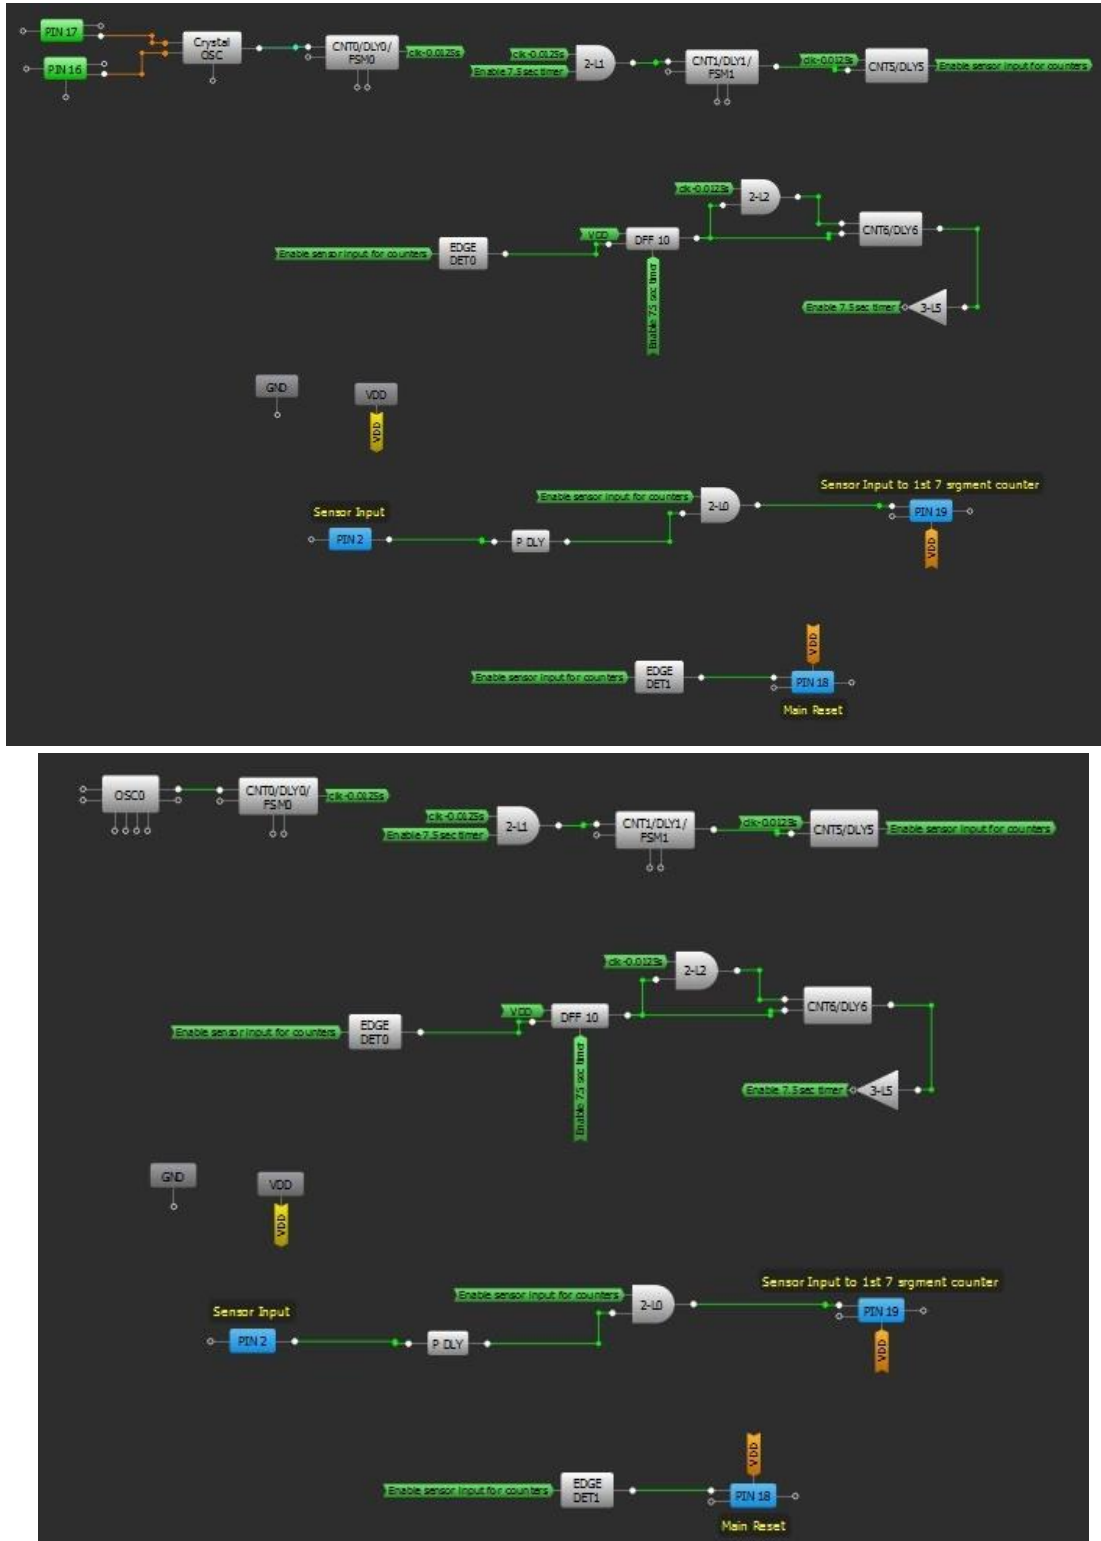 PIN 17
PIN 16
Crystal
OSC
CNT0/DLY0/
FSM0
clk-0.0125s
clk-0.0125s
Enable 7.5 sec timer
2-L1
CNT1/DLY1/
FSM1
clk-0.0125s
CNT5/DLY5
Enable sensor input for counters
clk-0.0125s
2-L2
Enable sensor input for counters
EDGE
DET0
VDD
DFF 10
Enable 7.5 sec timer
CNT6/DLY6
Enable 7.5 sec timer
3-L5
GND
VDD
VDD
Sensor Input
PIN 2
P DLY
Enable sensor input for counters
2-L0
Sensor Input to 1st 7 srgment counter
PIN 19
VDD
Enable sensor input for counters
EDGE
DET1
VDD
PIN 18
Main Reset
OSC0
CNT0/DLY0/
FSM0
clk-0.0125s
clk-0.0125s
Enable 7.5 sec timer
2-L1
CNT1/DLY1/
FSM1
clk-0.0125s
CNT5/DLY5
Enable sensor input for counters
clk-0.0125s
2-L2
Enable sensor input for counters
EDGE
DET0
VDD
DFF 10
Enable 7.5 sec timer
CNT6/DLY6
Enable 7.5 sec timer
3-L5
GND
VDD
VDD
Sensor Input
PIN 2
P DLY
Enable sensor input for counters
2-L0
Sensor Input to 1st 7 srgment counter
PIN 19
VDD
Enable sensor input for counters
EDGE
DET1
VDD
PIN 18
Main Reset